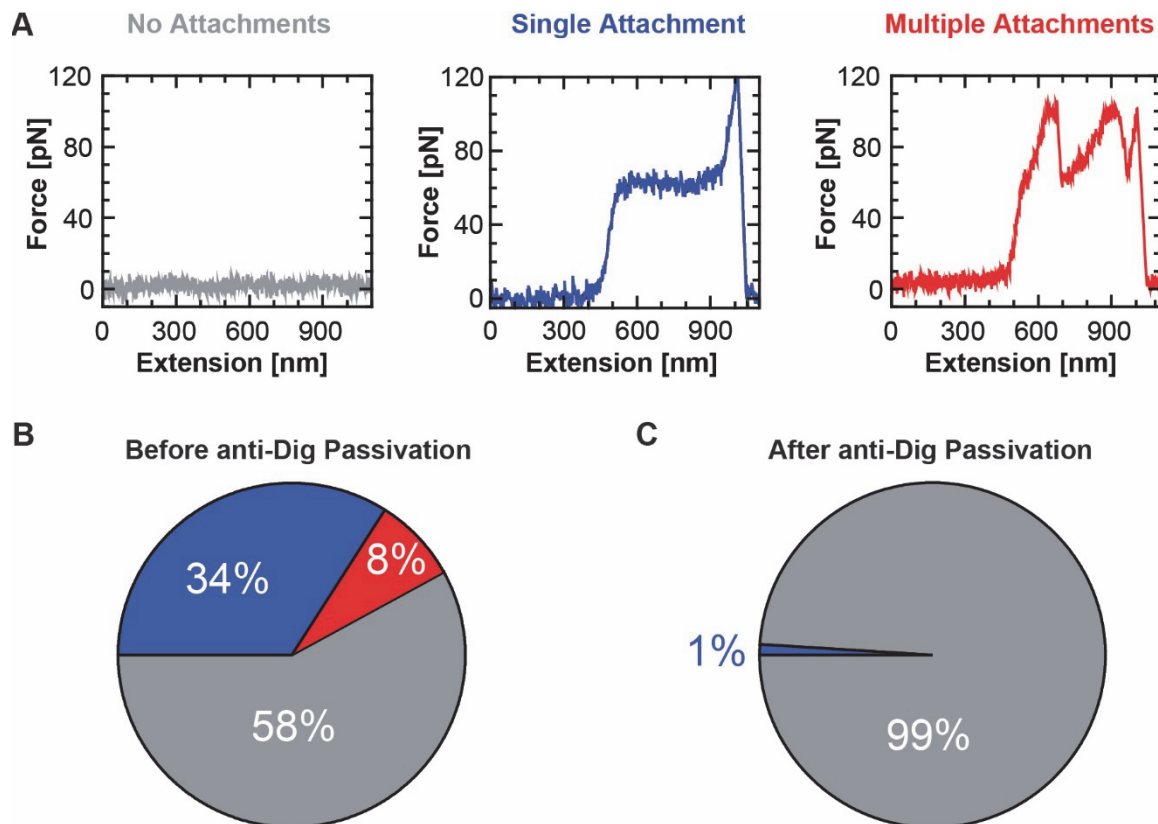 A
No Attachments
Single Attachment
Multiple Attachments
120
80
40
0
Force [pN]
0 300 600 900
Extension [nm]
120
80
40
0
Force [pN]
0 300 600 900
Extension [nm]
120
80
40
0
Force [pN]
0 300 600 900
Extension [nm]
B
Before anti-Dig Passivation
34%
8%
58%
C
After anti-Dig Passivation
1%
99%